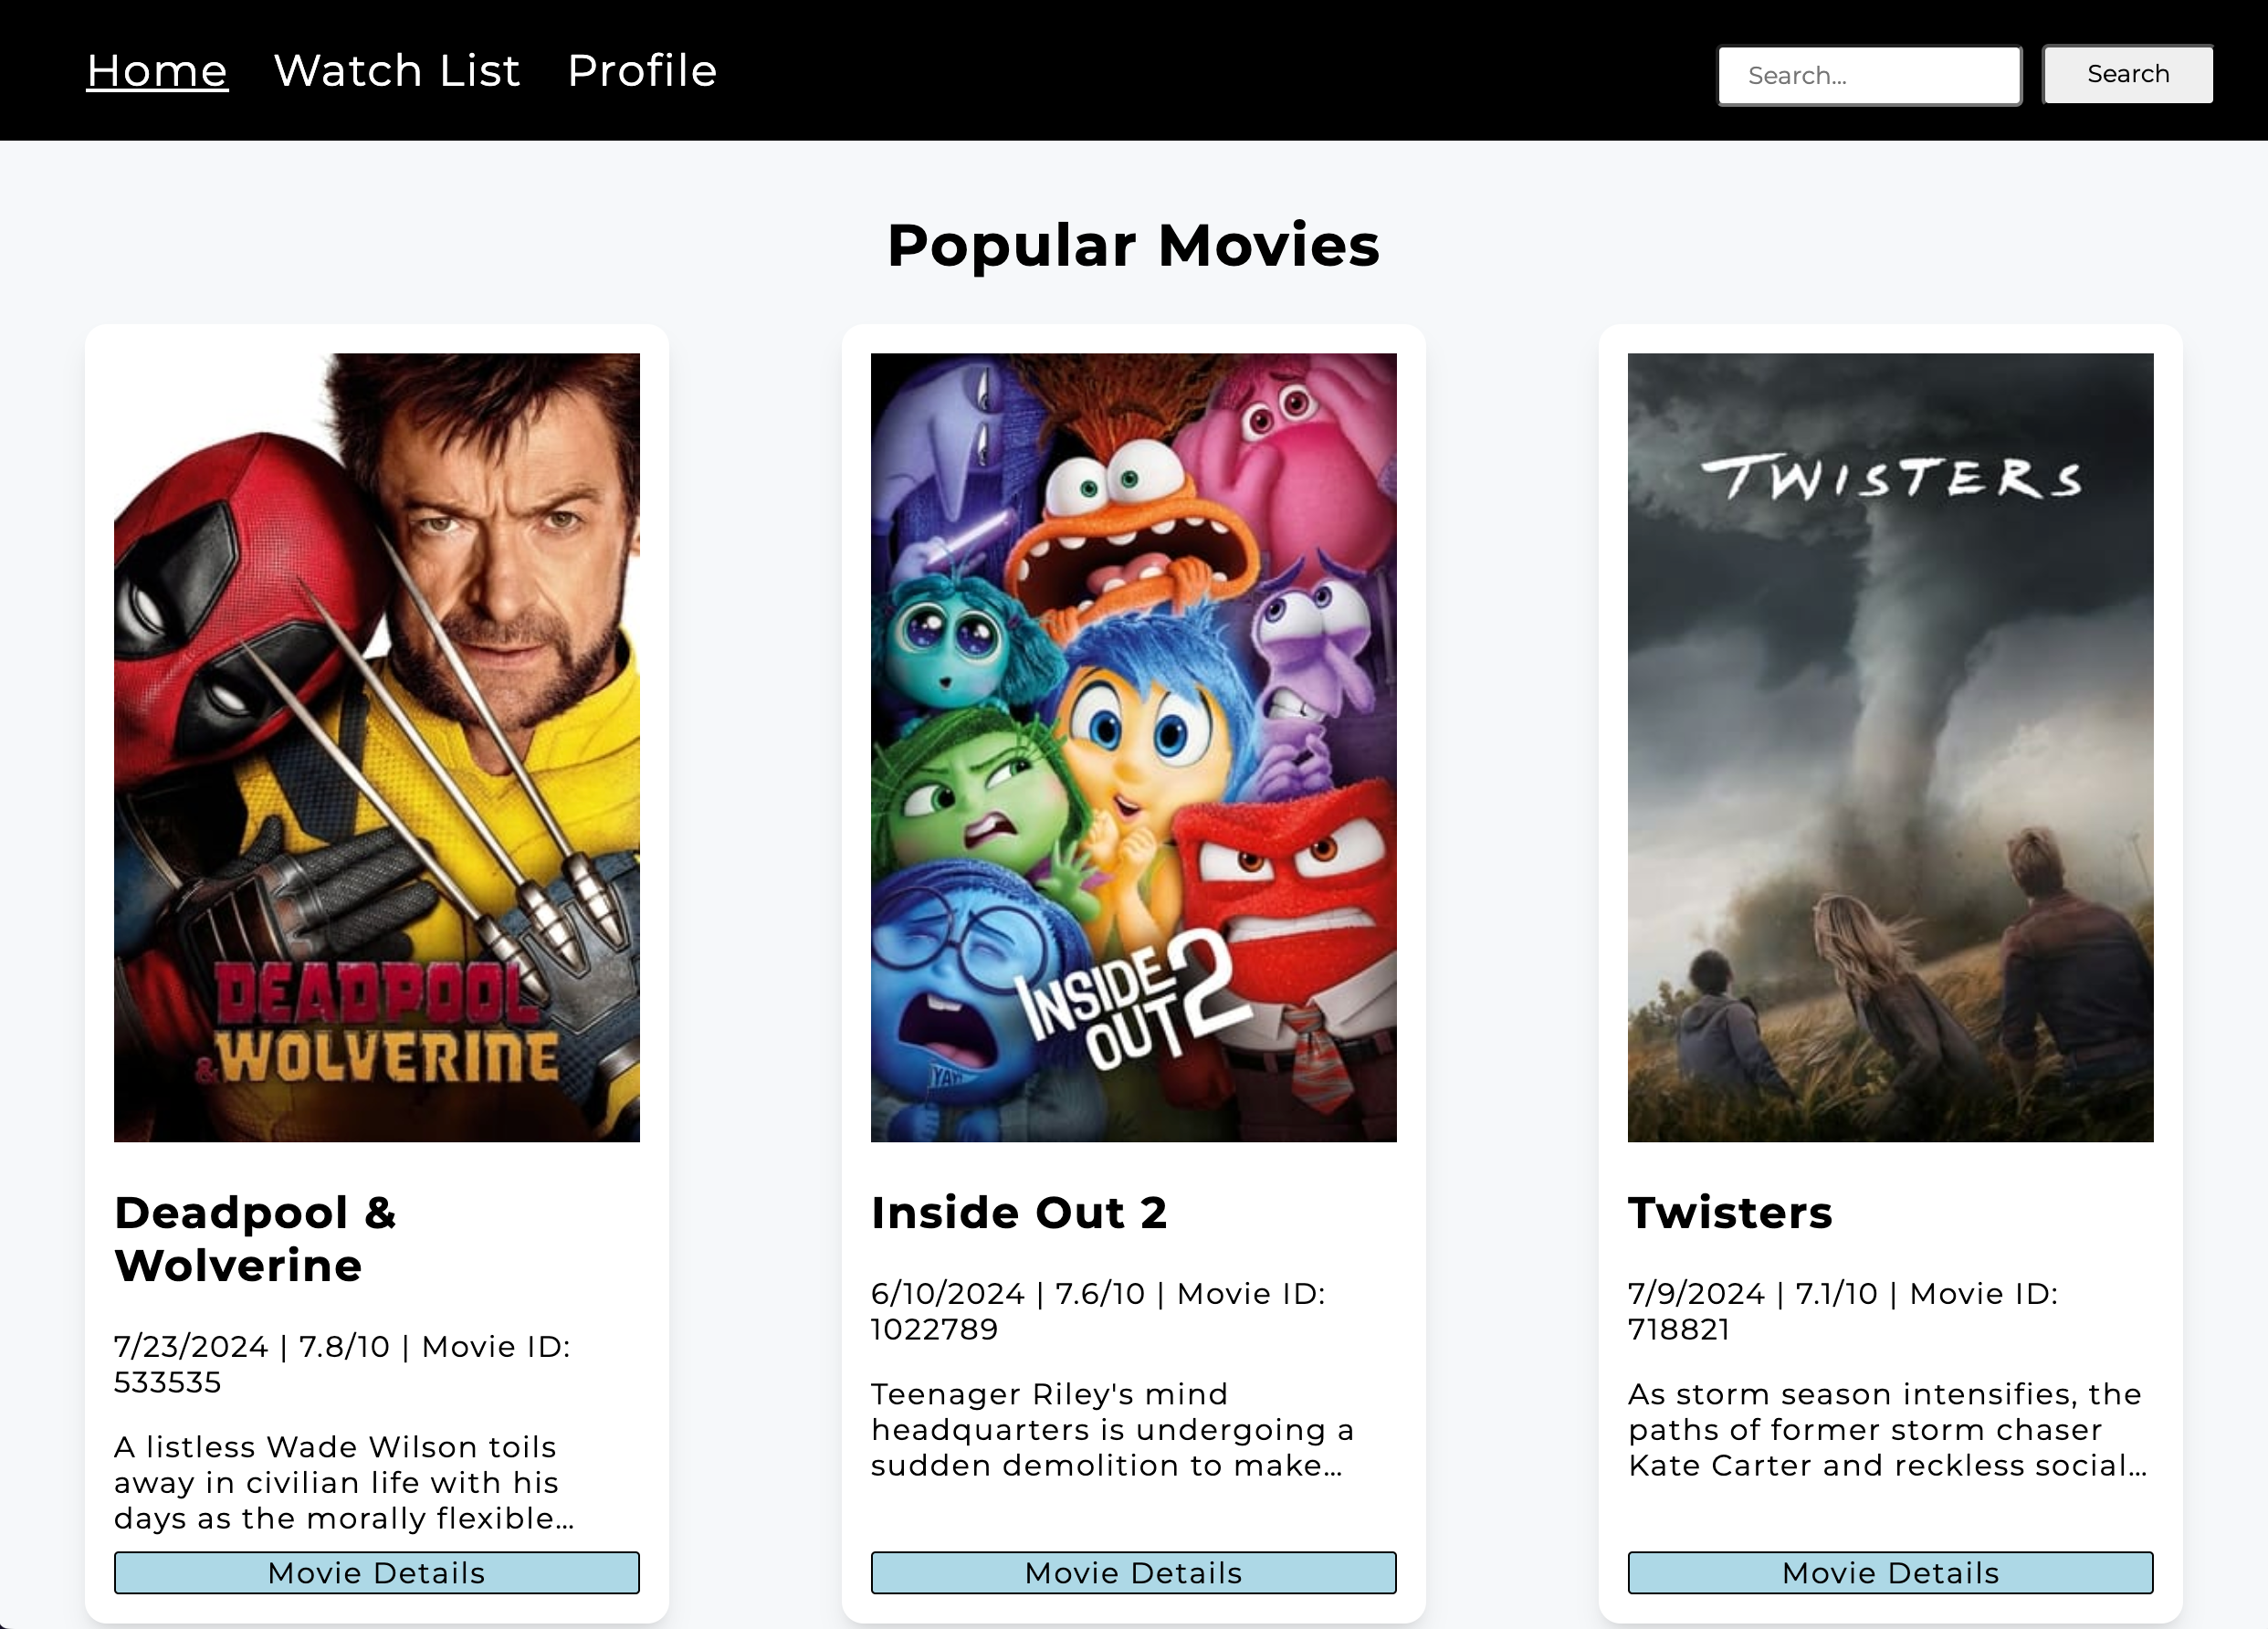 Home Watch List Profile Search... Search
Popular Movies
DEADPOOL
& WOLVERINE
Deadpool &
Wolverine
7/23/2024 | 7.8/10 | Movie ID:
533535
A listless Wade Wilson toils
away in civilian life with his
days as the morally flexible...
Movie Details
YAY!
INSIDE
OUT 2
Inside Out 2
6/10/2024 | 7.6/10 | Movie ID:
1022789
Teenager Riley's mind
headquarters is undergoing a
sudden demolition to make...
Movie Details
TWISTERS
Twisters
7/9/2024 | 7.1/10 | Movie ID:
718821
As storm season intensifies, the
paths of former storm chaser
Kate Carter and reckless social...
Movie Details